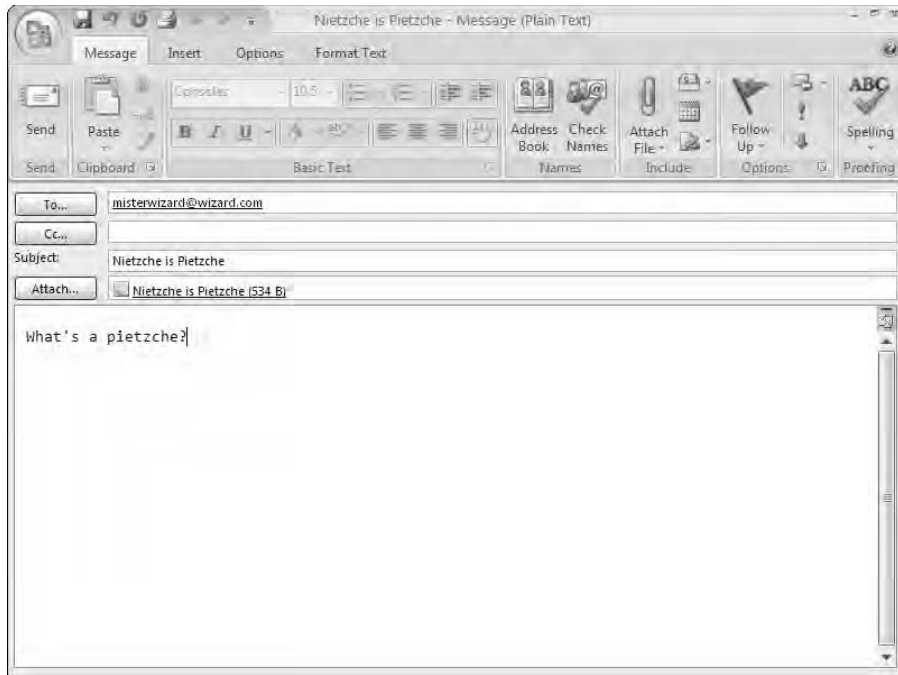 Nietzche is Pietzche - Message (Plain Text)
Message Insert Options Format Text
Consolas 10.5 ABC
Send Paste Address Book Check Names Attach File Follow Up Spelling
B I U ab
Send Clipboard Basic Text Names Include Options Proofing
To... misterwizard@wizard.com
Cc...
Subject: Nietzche is Pietzche
Attach... Nietzche is Pietzche (534 B)
What's a pietzche?